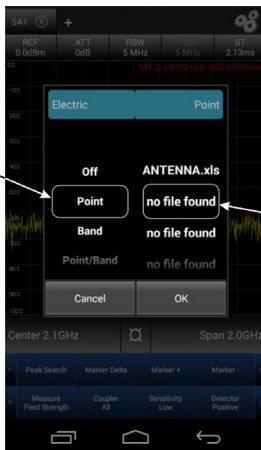 SA1 +
REF ATT RBW ST
0.0dBm 0dB 5 MHz 5 MHz 2.13ms
Electric Point
Off ANTENNA.xls
Point no file found
Band no file found
Point/Band no file found
Cancel OK
Center 2.1GHz Span 2.0GHz
Peak Search Marker Delta Marker + Marker -
Measure Coupler Sensitivity Detector
Field Strength All Low Positive